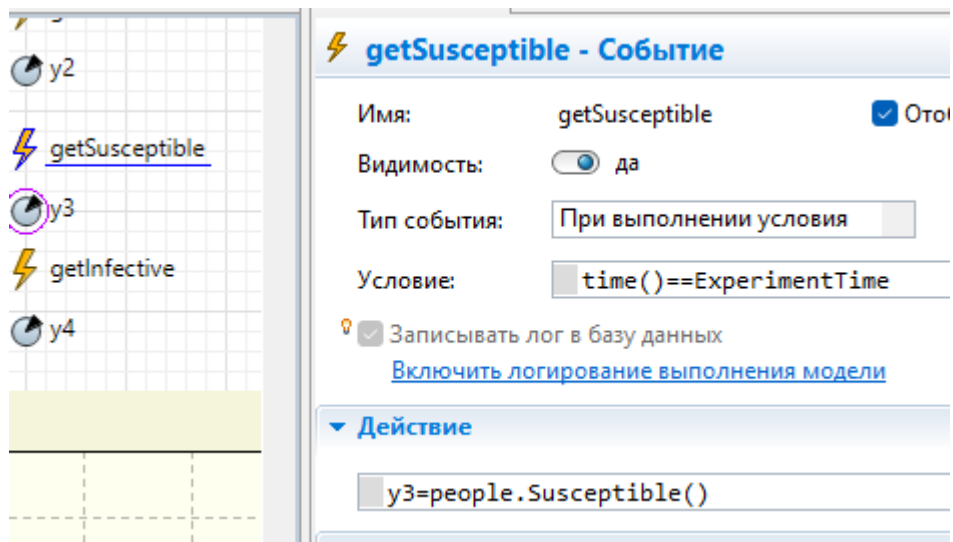 y2
getSusceptible
y3
getInfective
y4
getSusceptible - Событие
Имя: getSusceptible
Видимость: да
Тип события: При выполнении условия
Условие: time()==ExperimentTime
Записывать лог в базу данных
Включить логирование выполнения модели
Действие
y3=people.Susceptible()